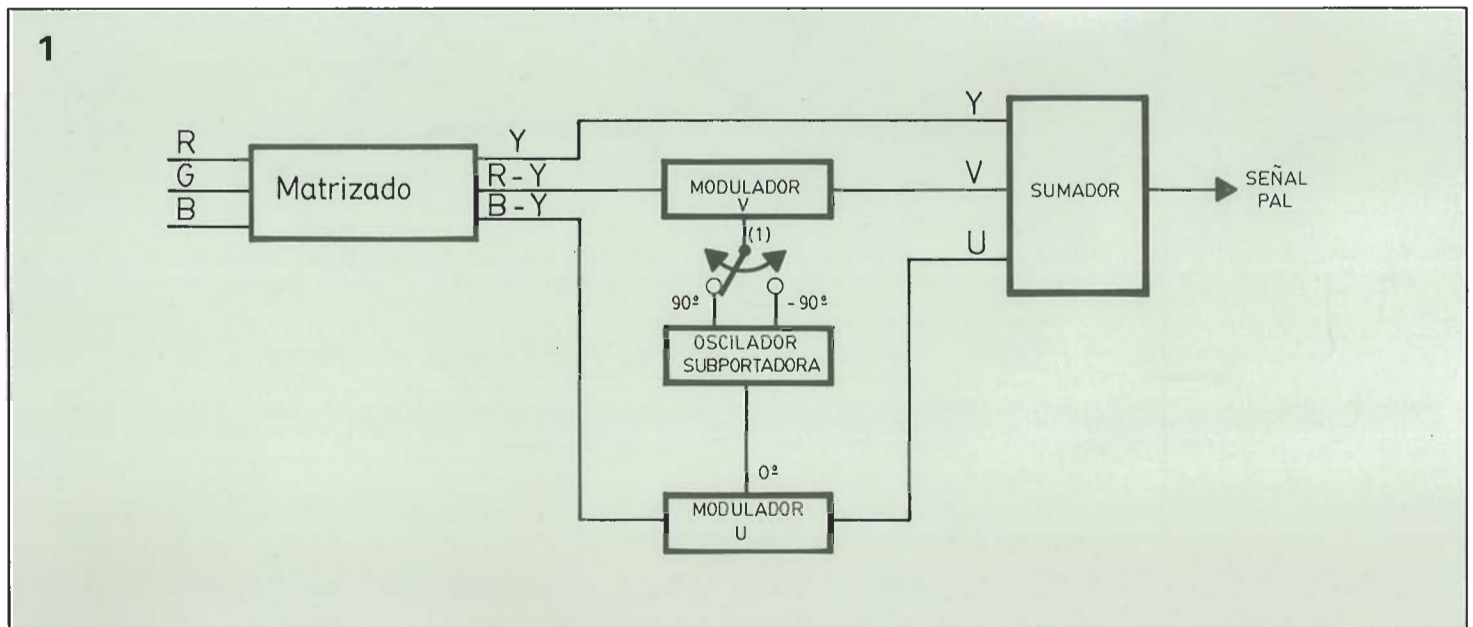 1
R
G
B
Matrizado
Y
R-Y
B-Y
MODULADOR
V
(1)
90º
-90º
OSCILADOR
SUBPORTADORA
0º
MODULADOR
U
Y
V
U
SUMADOR
SEÑAL
PAL